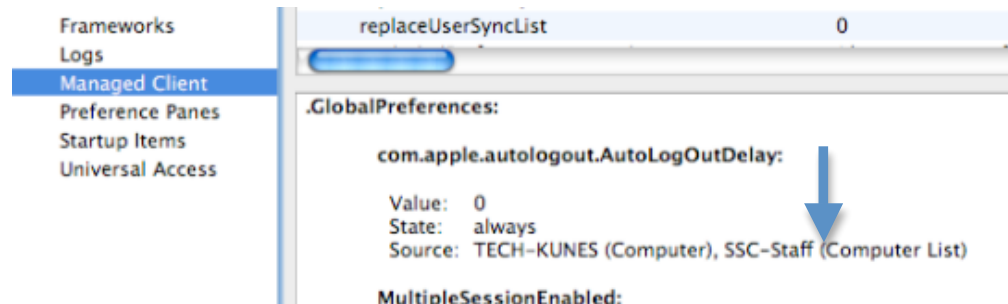 Frameworks
Logs
Managed Client
Preference Panes
Startup Items
Universal Access
replaceUserSyncList 0
.GlobalPreferences:
com.apple.autologout.AutoLogOutDelay:
Value: 0
State: always
Source: TECH-KUNES (Computer), SSC-Staff (Computer List)
MultipleSessionEnabled: